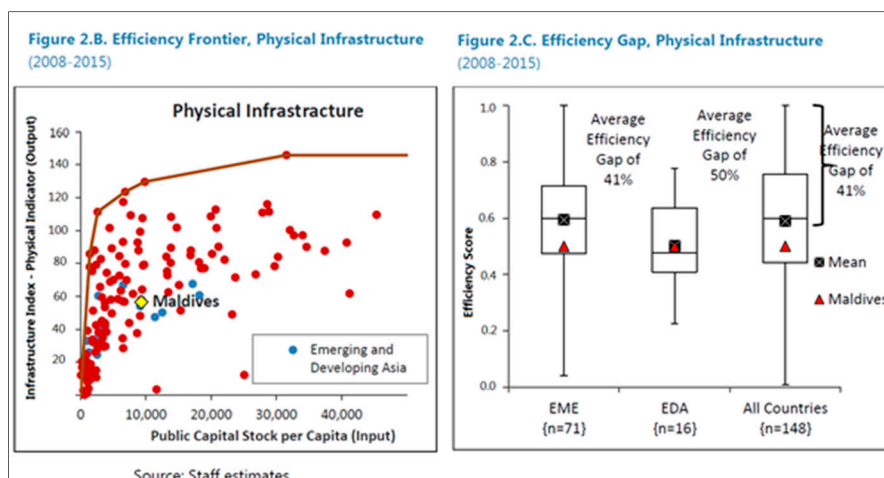 Figure 2.B. Efficiency Frontier, Physical Infrastructure
(2008-2015)
Physical Infrastracture
Infrastructure Index - Physical Indicator (Output)
160
140
120
100
80
60
40
20
Maldives
Emerging and
Developing Asia
0
10,000
20,000
30,000
40,000
Public Capital Stock per Capita (Input)
Source: Staff estimates
Figure 2.C. Efficiency Gap, Physical Infrastructure
(2008-2015)
Efficiency Score
1.0
0.8
0.6
0.4
0.2
0.0
Average
Efficiency
Gap of
41%
Average
Efficiency
Gap of
50%
Average
Efficiency
Gap of
41%
Mean
Maldives
EME
{n=71}
EDA
{n=16}
All Countries
{n=148}